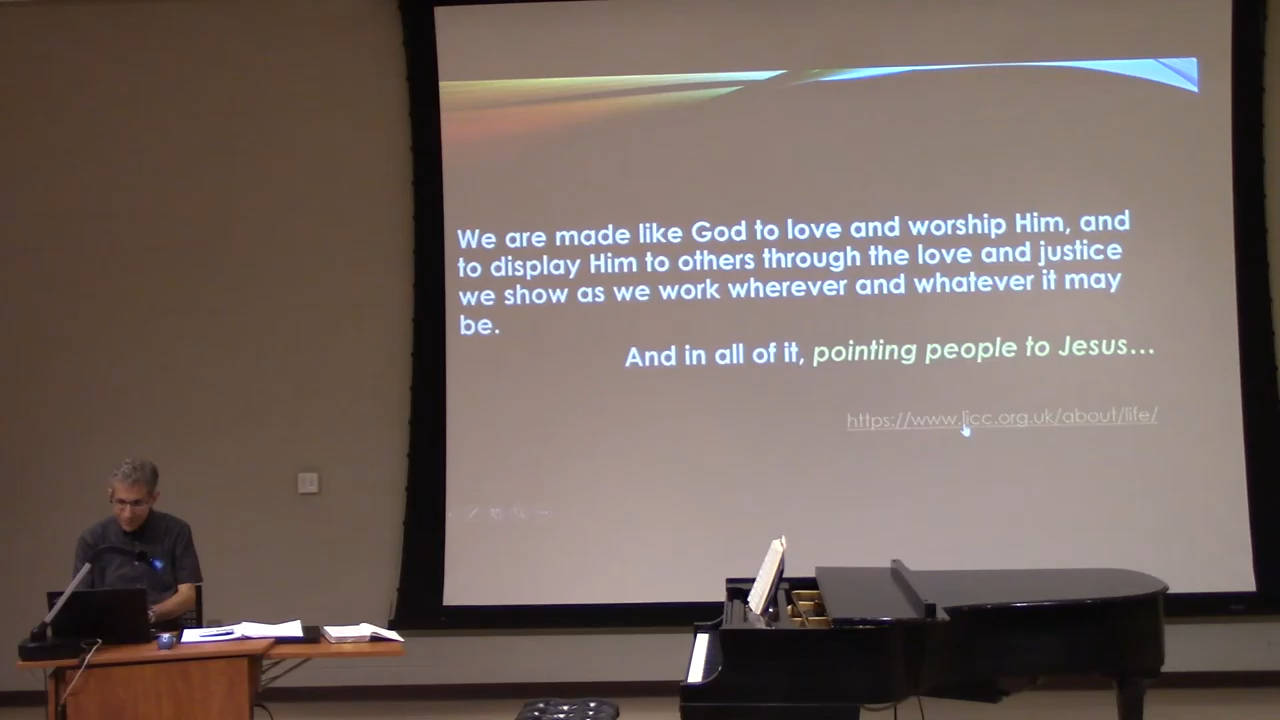 We are made like God to love and worship Him, and
to display Him to others through the love and justice
we show as we work wherever and whatever it may
be.
And in all of it, pointing people to Jesus...
https://www.licc.org.uk/about/life/